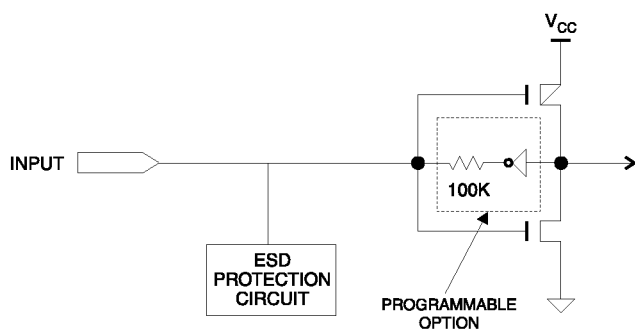 V_CC
INPUT
100K
ESD
PROTECTION
CIRCUIT
PROGRAMMABLE
OPTION